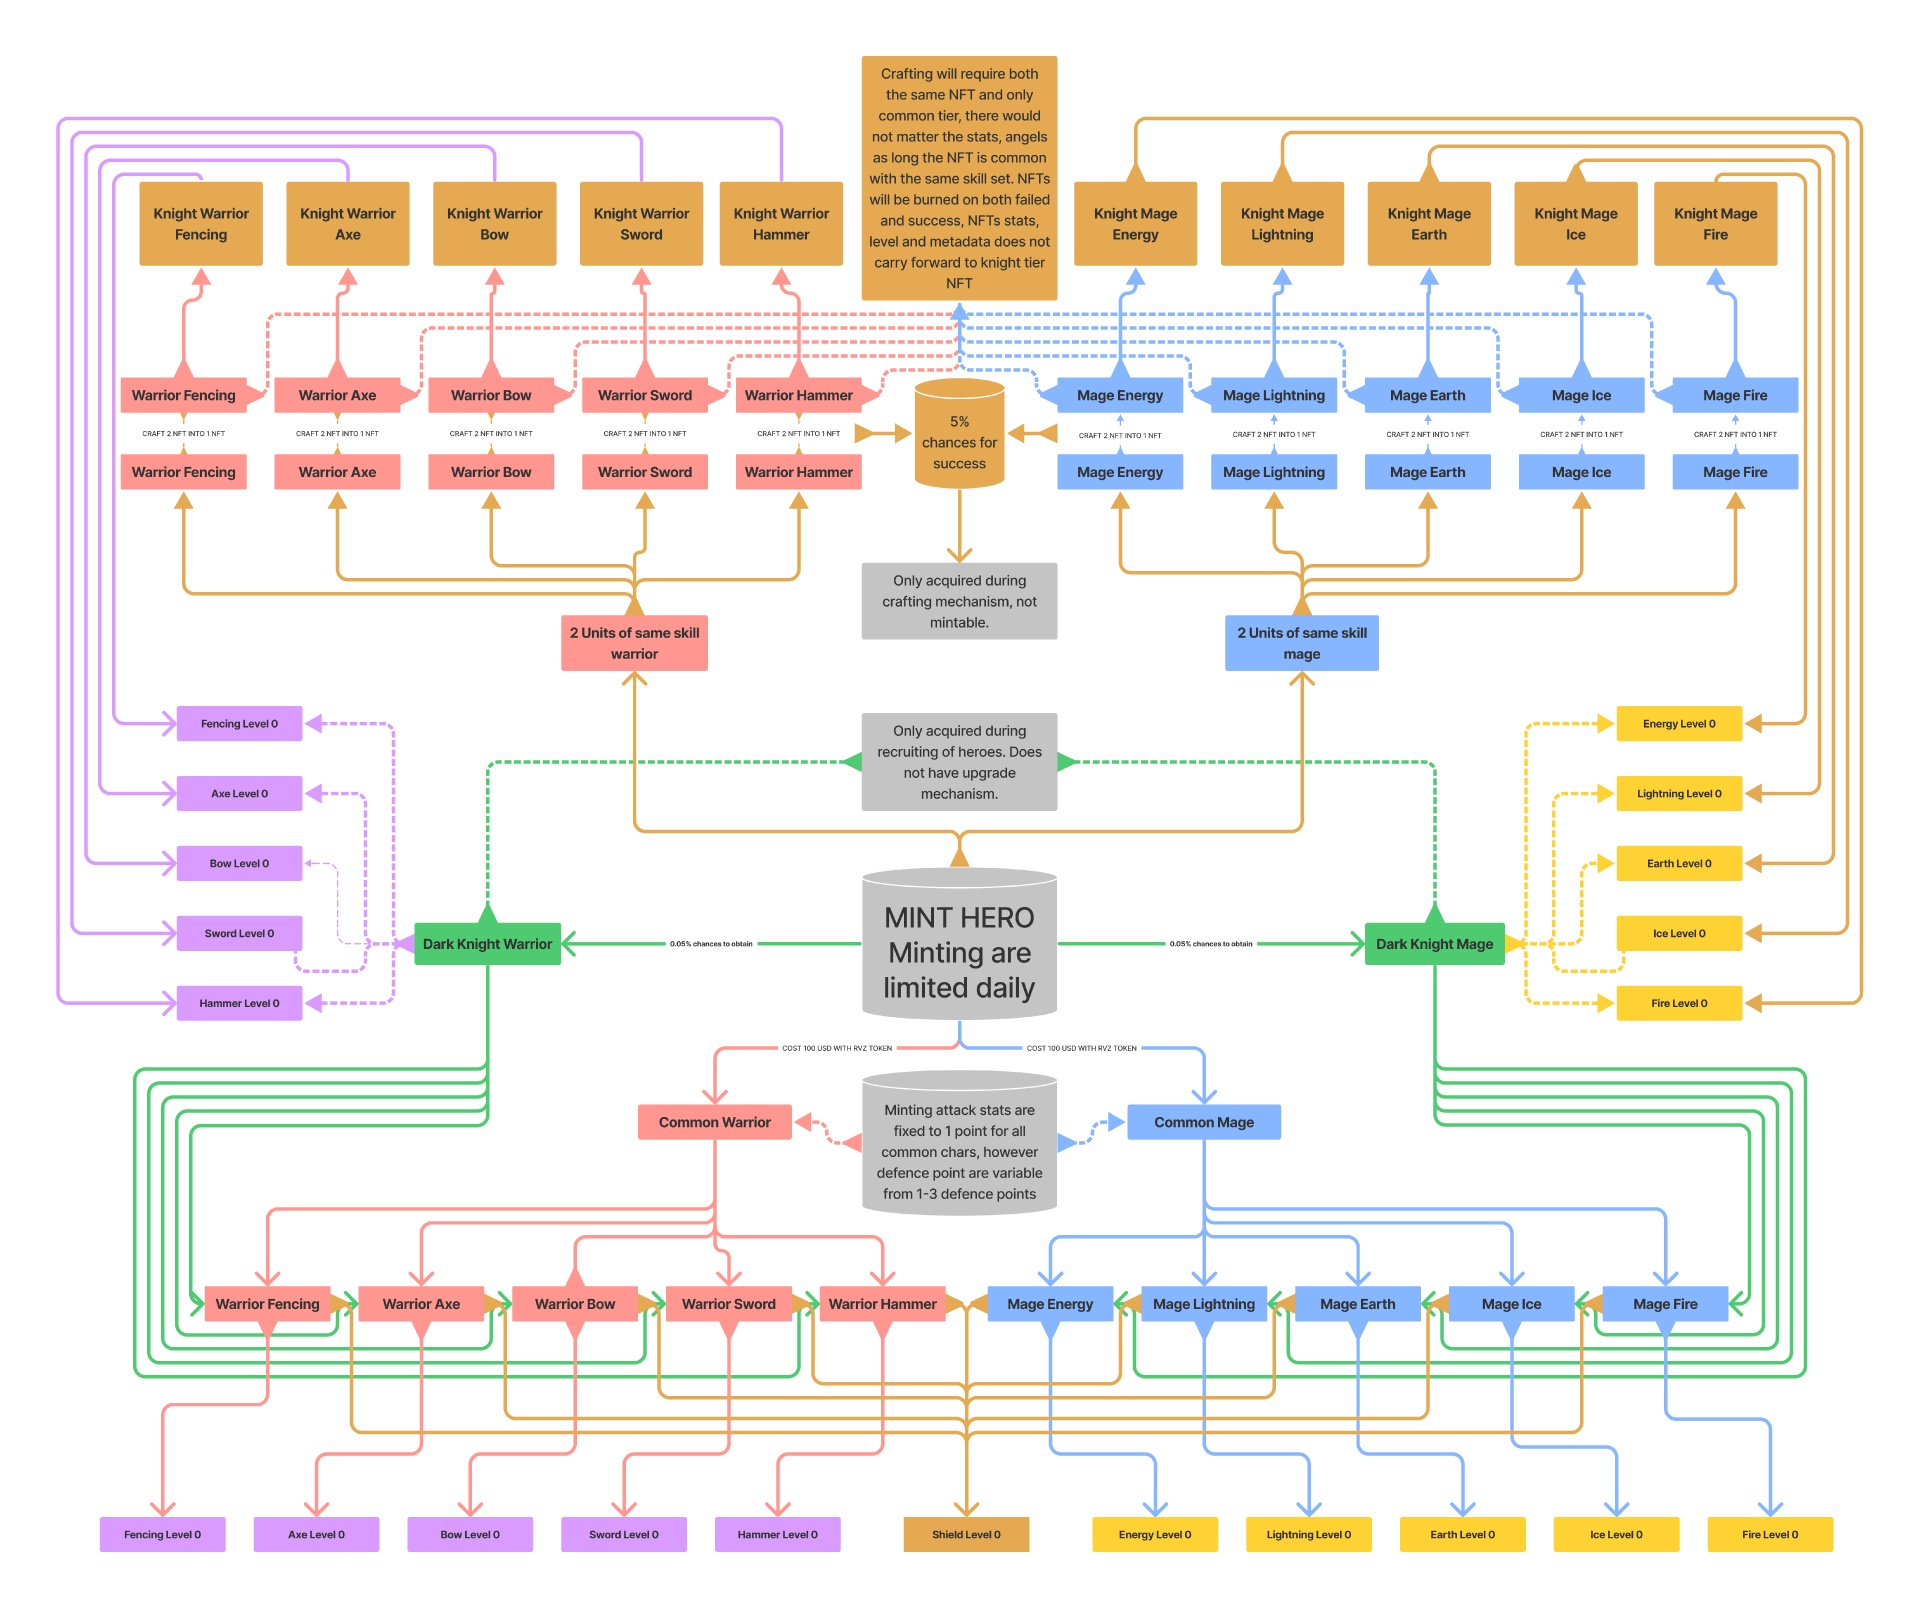 Crafting will require both
the same NFT and only
common tier, there would
not matter the stats, angels
as long the NFT is common
with the same skill set. NFTs
will be burned on both failed
and success, NFTs stats,
level and metadata does not
carry forward to knight tier
NFT
Knight Warrior
Fencing
Knight Warrior
Axe
Knight Warrior
Bow
Knight Warrior
Sword
Knight Warrior
Hammer
Knight Mage
Energy
Knight Mage
Lightning
Knight Mage
Earth
Knight Mage
Ice
Knight Mage
Fire
Warrior Fencing
Warrior Axe
Warrior Bow
Warrior Sword
Warrior Hammer
Mage Energy
Mage Lightning
Mage Earth
Mage Ice
Mage Fire
CRAFT 2 NFT INTO 1 NFT
CRAFT 2 NFT INTO 1 NFT
CRAFT 2 NFT INTO 1 NFT
CRAFT 2 NFT INTO 1 NFT
CRAFT 2 NFT INTO 1 NFT
5%
chances for
success
CRAFT 2 NFT INTO 1 NFT
CRAFT 2 NFT INTO 1 NFT
CRAFT 2 NFT INTO 1 NFT
CRAFT 2 NFT INTO 1 NFT
CRAFT 2 NFT INTO 1 NFT
Warrior Fencing
Warrior Axe
Warrior Bow
Warrior Sword
Warrior Hammer
Mage Energy
Mage Lightning
Mage Earth
Mage Ice
Mage Fire
Only acquired during
crafting mechanism, not
mintable.
2 Units of same skill
warrior
2 Units of same skill
mage
Fencing Level 0
Axe Level 0
Bow Level 0
Sword Level 0
Hammer Level 0
Only acquired during
recruiting of heroes. Does
not have upgrade
mechanism.
Energy Level 0
Lightning Level 0
Earth Level 0
Ice Level 0
Fire Level 0
Dark Knight Warrior
0.05% chances to obtain
MINT HERO
Minting are
limited daily
0.05% chances to obtain
Dark Knight Mage
COST 100 USD WITH RVZ TOKEN
COST 100 USD WITH RVZ TOKEN
Common Warrior
Minting attack stats are
fixed to 1 point for all
common chars, however
defence point are variable
from 1-3 defence points
Common Mage
Warrior Fencing
Warrior Axe
Warrior Bow
Warrior Sword
Warrior Hammer
Mage Energy
Mage Lightning
Mage Earth
Mage Ice
Mage Fire
Fencing Level 0
Axe Level 0
Bow Level 0
Sword Level 0
Hammer Level 0
Shield Level 0
Energy Level 0
Lightning Level 0
Earth Level 0
Ice Level 0
Fire Level 0